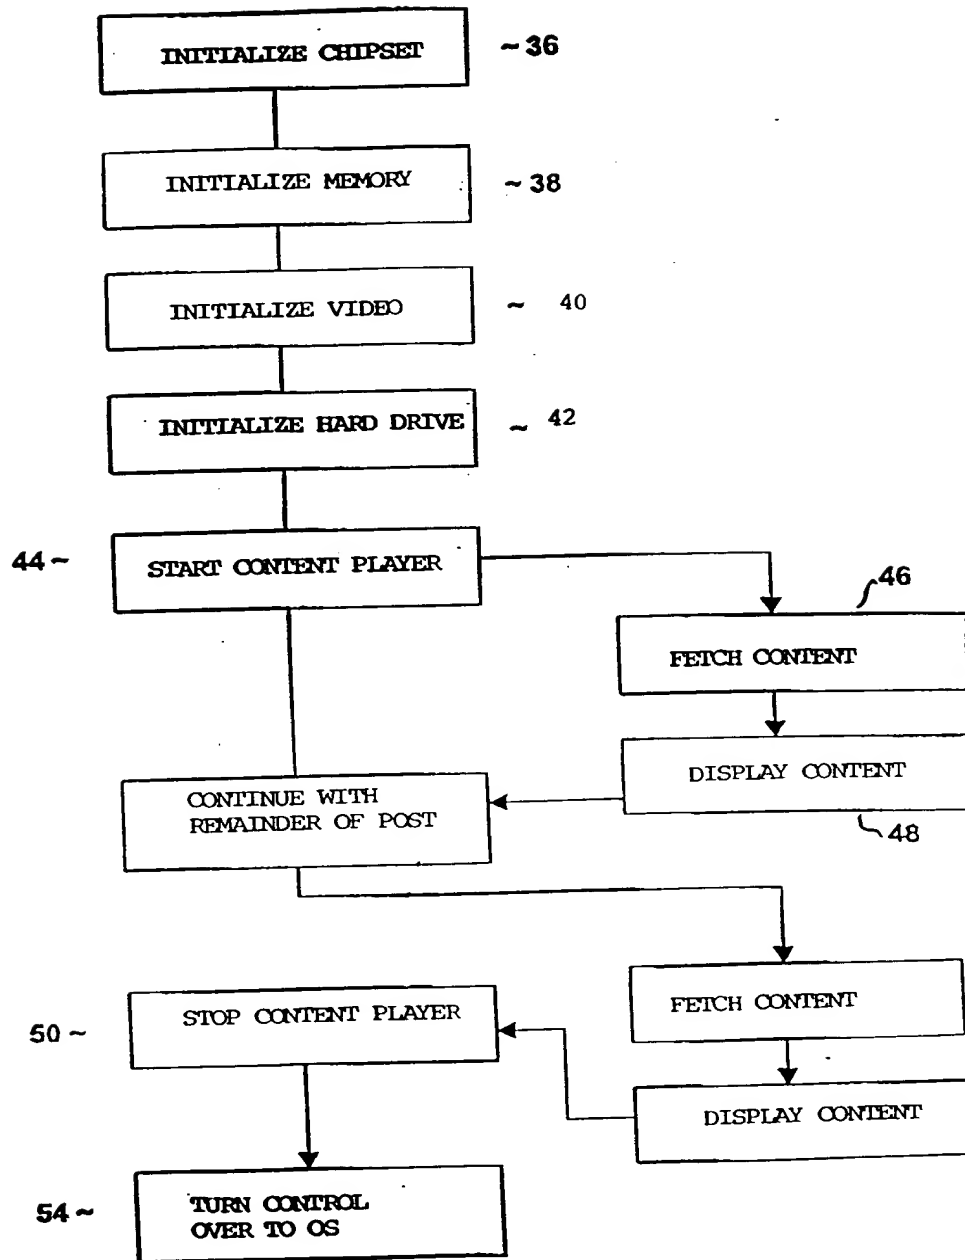 INITIALIZE CHIPSET ~36
INITIALIZE MEMORY ~38
INITIALIZE VIDEO ~ 40
INITIALIZE HARD DRIVE ~ 42
44~ START CONTENT PLAYER
46
FETCH CONTENT
DISPLAY CONTENT
48
CONTINUE WITH
REMAINDER OF POST
FETCH CONTENT
50~ STOP CONTENT PLAYER
DISPLAY CONTENT
54~ TURN CONTROL
OVER TO OS